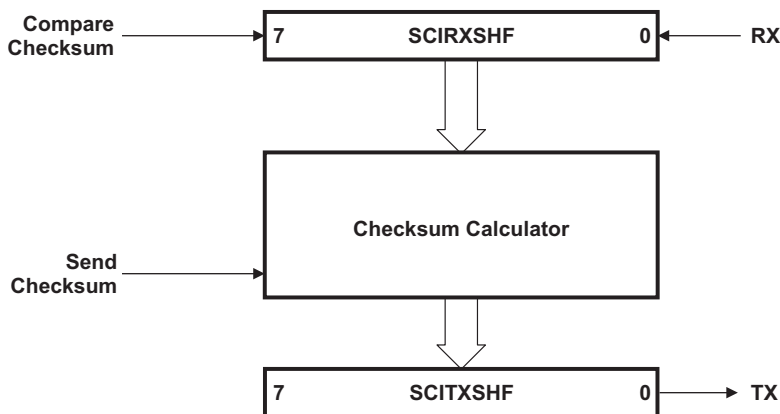 Compare
Checksum
7 SCIRXSHF 0
RX
Checksum Calculator
Send
Checksum
7 SCITXSHF 0
TX